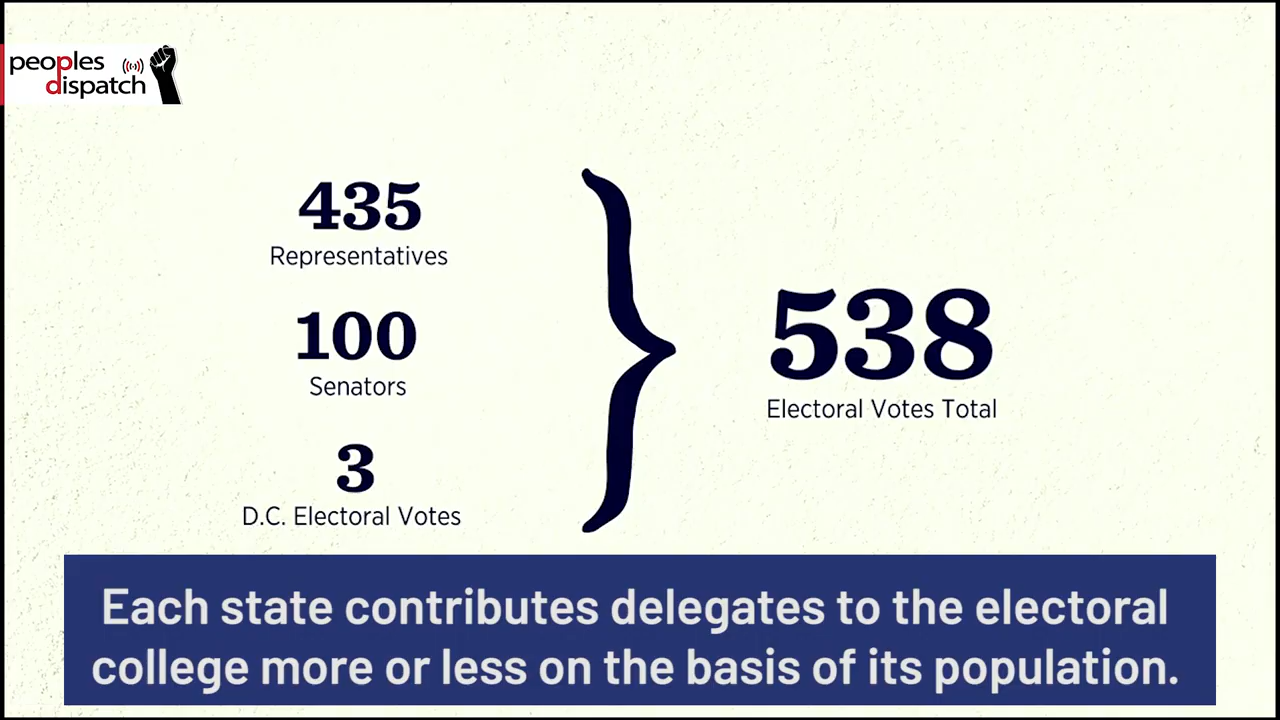 peoples
dispatch
435
Representatives
100
Senators
3
D.C. Electoral Votes
538
Electoral Votes Total
Each state contributes delegates to the electoral
college more or less on the basis of its population.